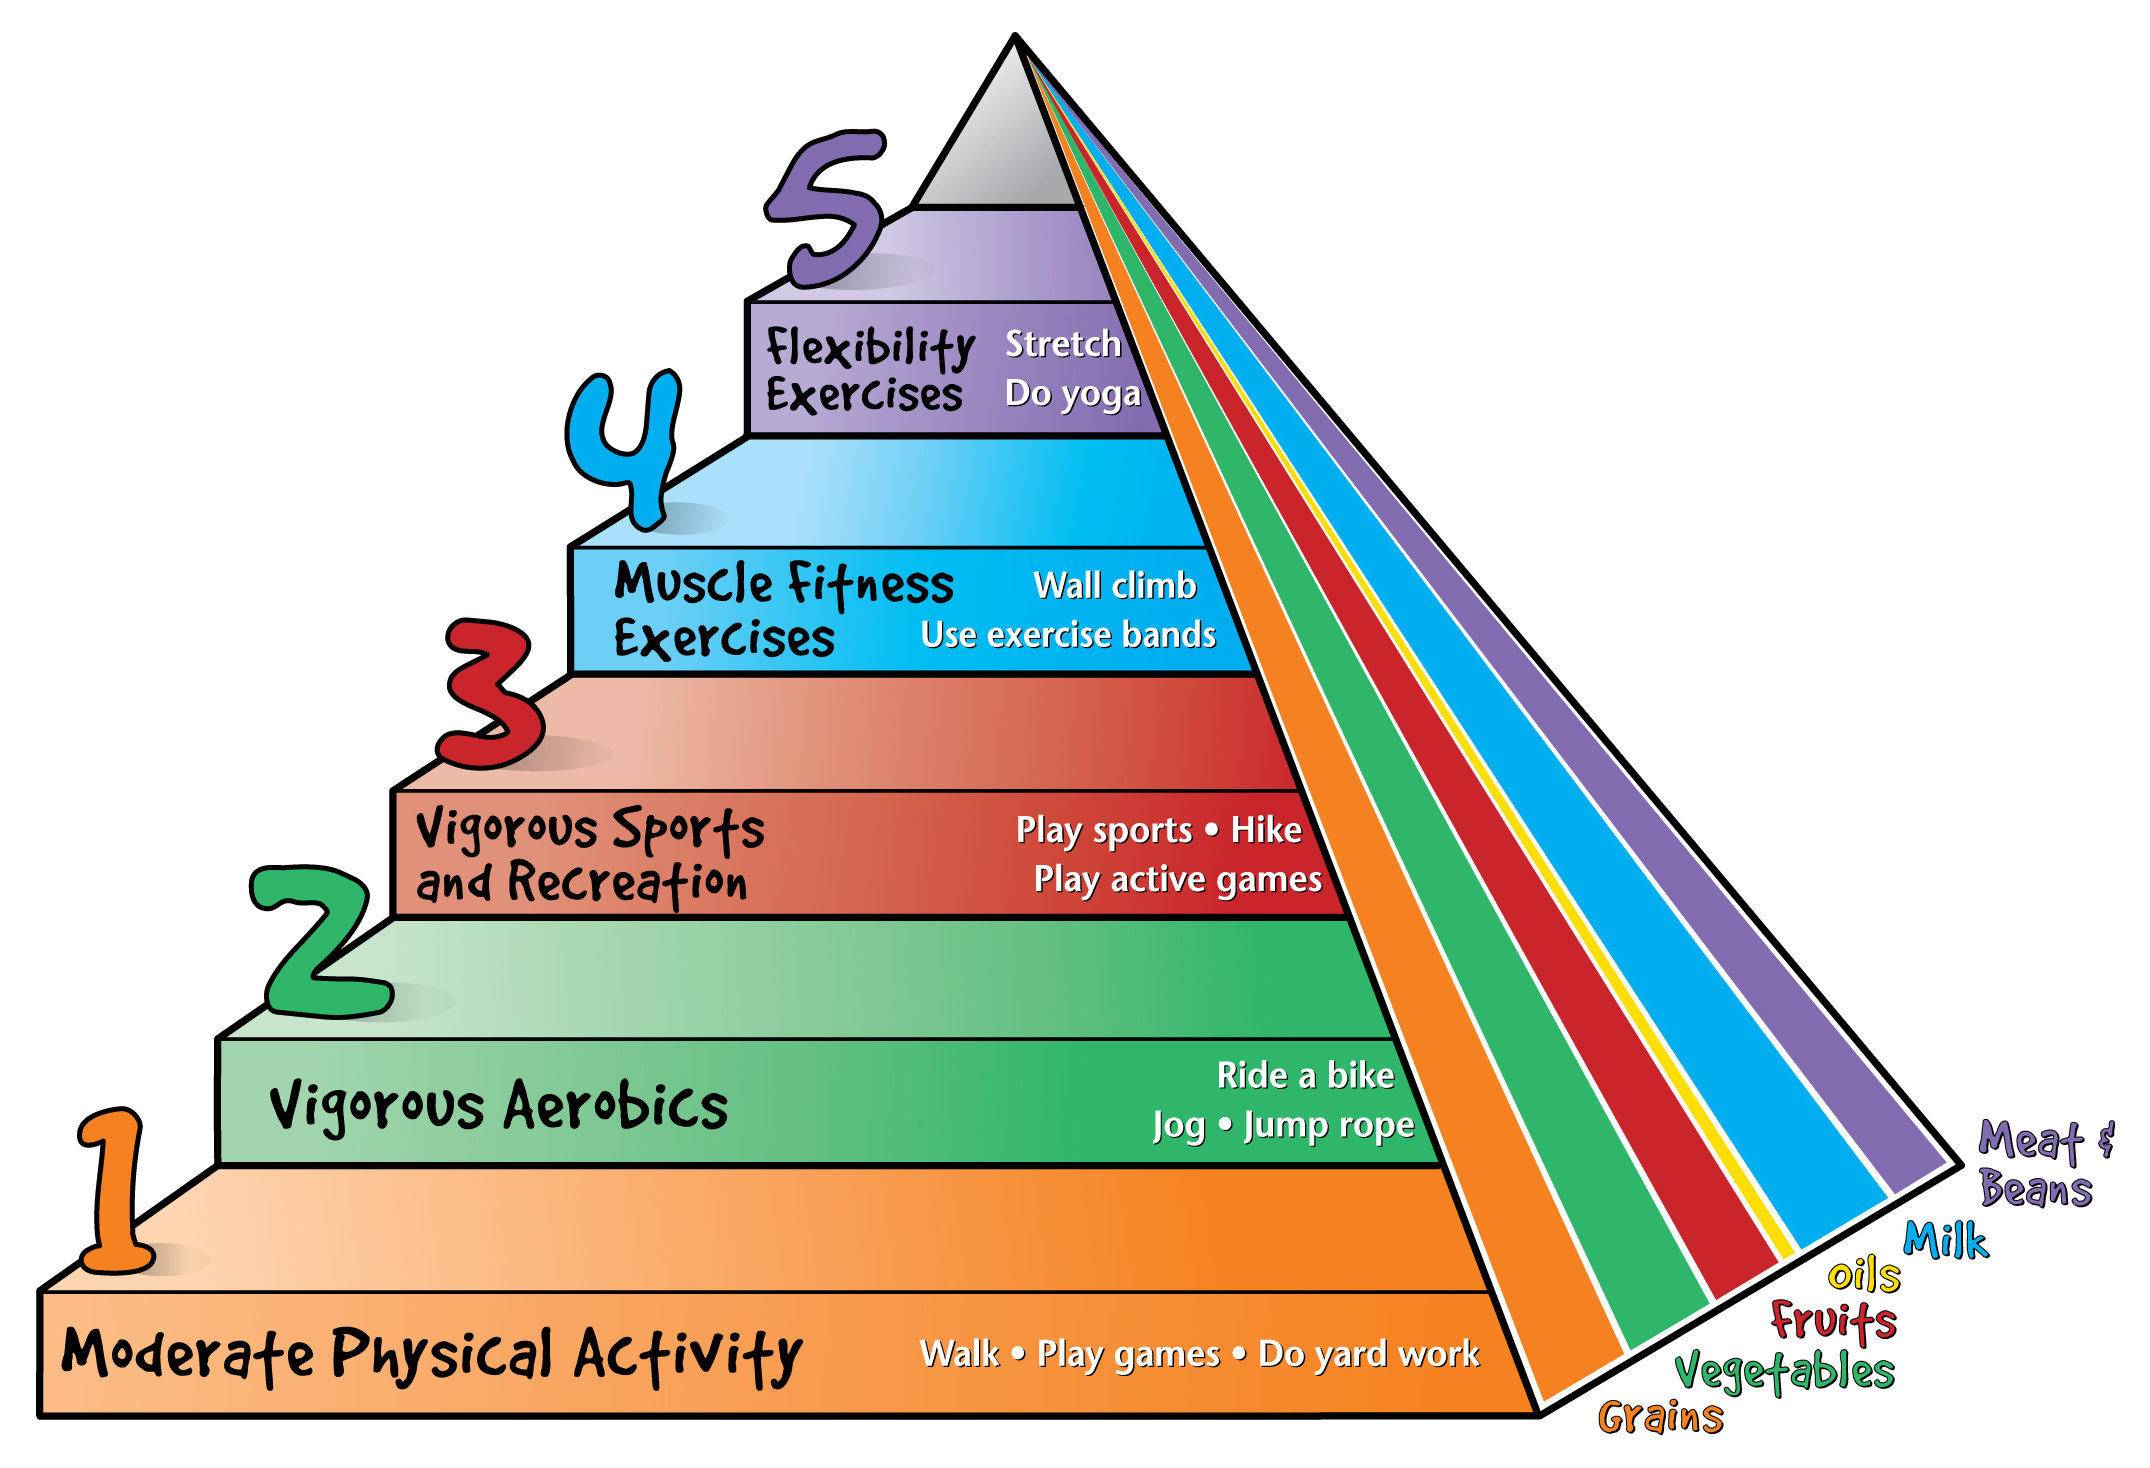 5
Flexibility Stretch
Exercises Do yoga
4
Muscle Fitness Wall climb
Exercises Use exercise bands
3
Vigorous Sports Play sports • Hike
and Recreation Play active games
2
Ride a bike
Vigorous Aerobics
Jog • Jump rope
1
Moderate Physical Activity Walk • Play games • Do yard work
Meat &
Beans
Milk
oils
Fruits
Vegetables
Grains